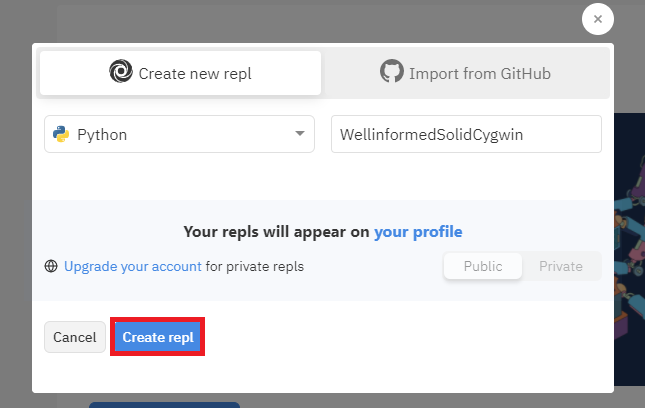 Create new repl
Import from GitHub
Python
WellinformedSolidCygwin
Your repls will appear on your profile
Upgrade your account for private repls
Public
Private
Cancel
Create repl